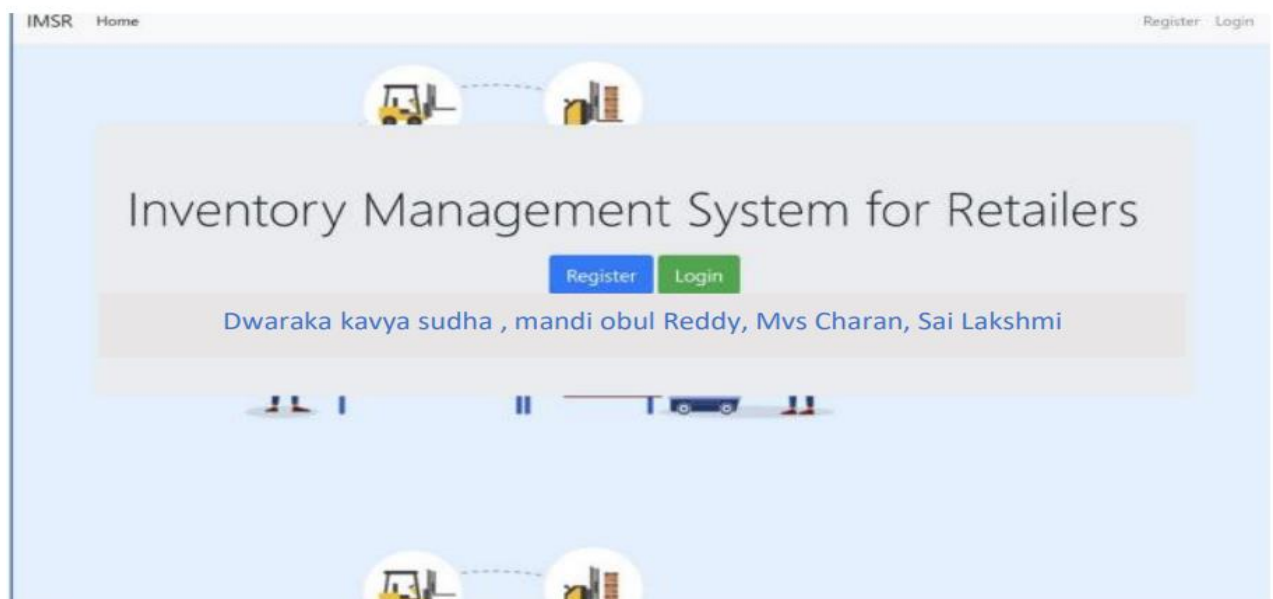 IMSR Home Register Login
Inventory Management System for Retailers
Register Login
Dwaraka kavya sudha , mandi obul Reddy, Mvs Charan, Sai Lakshmi